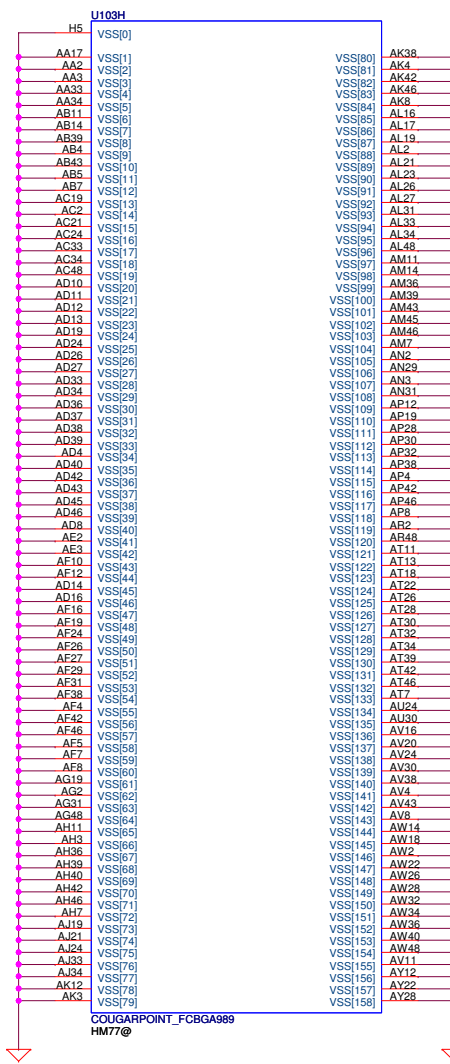 U103H
H5 VSS[0]
AA17 VSS[1] VSS[80] AK38
AA2 VSS[2] VSS[81] AK4
AA3 VSS[3] VSS[82] AK42
AA33 VSS[4] VSS[83] AK46
AA34 VSS[5] VSS[84] AK8
AB11 VSS[6] VSS[85] AL16
AB14 VSS[7] VSS[86] AL17
AB39 VSS[8] VSS[87] AL19
AB4 VSS[9] VSS[88] AL2
AB43 VSS[10] VSS[89] AL21
AB5 VSS[11] VSS[90] AL23
AB7 VSS[12] VSS[91] AL26
AC19 VSS[13] VSS[92] AL27
AC2 VSS[14] VSS[93] AL31
AC21 VSS[15] VSS[94] AL33
AC24 VSS[16] VSS[95] AL34
AC33 VSS[17] VSS[96] AL48
AC34 VSS[18] VSS[97] AM11
AC48 VSS[19] VSS[98] AM14
AD10 VSS[20] VSS[99] AM36
AD11 VSS[21] VSS[100] AM39
AD12 VSS[22] VSS[101] AM43
AD13 VSS[23] VSS[102] AM45
AD19 VSS[24] VSS[103] AM46
AD24 VSS[25] VSS[104] AM7
AD26 VSS[26] VSS[105] AN2
AD27 VSS[27] VSS[106] AN29
AD33 VSS[28] VSS[107] AN3
AD34 VSS[29] VSS[108] AN31
AD36 VSS[30] VSS[109] AP12
AD37 VSS[31] VSS[110] AP19
AD38 VSS[32] VSS[111] AP28
AD39 VSS[33] VSS[112] AP30
AD4 VSS[34] VSS[113] AP32
AD40 VSS[35] VSS[114] AP38
AD42 VSS[36] VSS[115] AP4
AD43 VSS[37] VSS[116] AP42
AD45 VSS[38] VSS[117] AP46
AD46 VSS[39] VSS[118] AP8
AD8 VSS[40] VSS[119] AR2
AE2 VSS[41] VSS[120] AR48
AE3 VSS[42] VSS[121] AT11
AF10 VSS[43] VSS[122] AT13
AF12 VSS[44] VSS[123] AT18
AD14 VSS[45] VSS[124] AT22
AD16 VSS[46] VSS[125] AT26
AF16 VSS[47] VSS[126] AT28
AF19 VSS[48] VSS[127] AT30
AF24 VSS[49] VSS[128] AT32
AF26 VSS[50] VSS[129] AT34
AF27 VSS[51] VSS[130] AT39
AF29 VSS[52] VSS[131] AT42
AF31 VSS[53] VSS[132] AT46
AF38 VSS[54] VSS[133] AT7
AF4 VSS[55] VSS[134] AU24
AF42 VSS[56] VSS[135] AU30
AF46 VSS[57] VSS[136] AV16
AF5 VSS[58] VSS[137] AV20
AF7 VSS[59] VSS[138] AV24
AF8 VSS[60] VSS[139] AV30
AG19 VSS[61] VSS[140] AV38
AG2 VSS[62] VSS[141] AV4
AG31 VSS[63] VSS[142] AV43
AG48 VSS[64] VSS[143] AV8
AH11 VSS[65] VSS[144] AW14
AH3 VSS[66] VSS[145] AW18
AH36 VSS[67] VSS[146] AW2
AH39 VSS[68] VSS[147] AW22
AH40 VSS[69] VSS[148] AW26
AH42 VSS[70] VSS[149] AW28
AH46 VSS[71] VSS[150] AW32
AH7 VSS[72] VSS[151] AW34
AJ19 VSS[73] VSS[152] AW36
AJ21 VSS[74] VSS[153] AW40
AJ24 VSS[75] VSS[154] AW48
AJ33 VSS[76] VSS[155] AV11
AJ34 VSS[77] VSS[156] AY12
AK12 VSS[78] VSS[157] AY22
AK3 VSS[79] VSS[158] AY28
COUGARPOINT_FCBGA989
HM77@